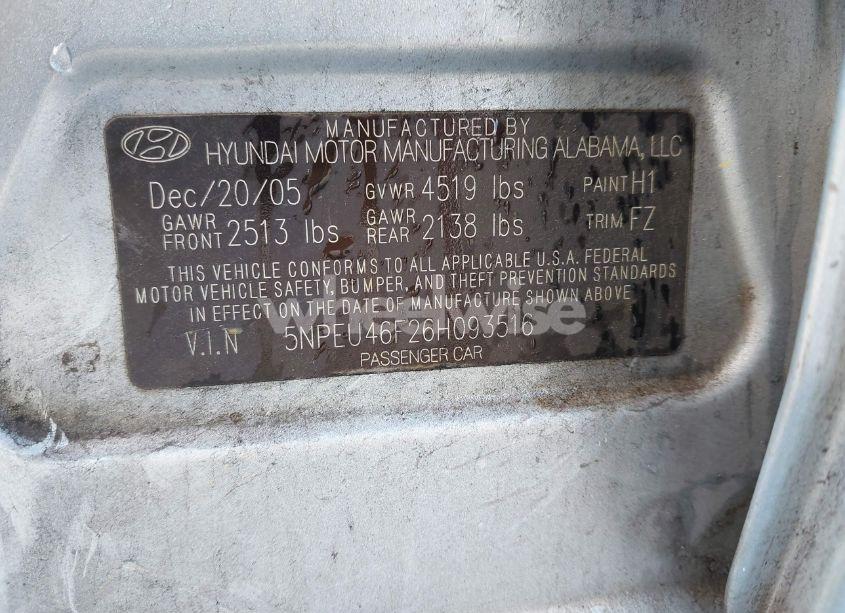 MANUFACTURED BY
HYUNDAI MOTOR MANUFACTURING ALABAMA, LLC
Dec/20/05 GVWR 4519 lbs PAINT H1
GAWR FRONT 2513 lbs GAWR REAR 2138 lbs TRIM FZ
THIS VEHICLE CONFORMS TO ALL APPLICABLE U.S.A. FEDERAL
MOTOR VEHICLE SAFETY, BUMPER, AND THEFT PREVENTION STANDARDS
IN EFFECT ON THE DATE OF MANUFACTURE SHOWN ABOVE
V.I.N 5NPEU46F26H093516
PASSENGER CAR
wheelwise